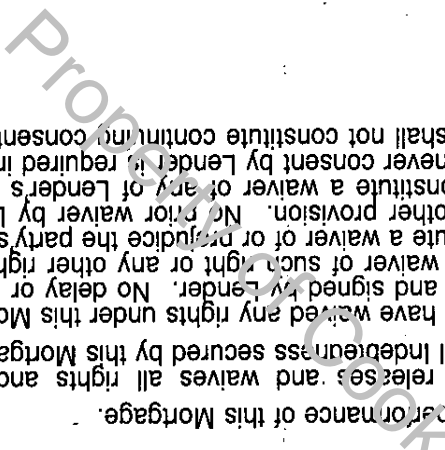 erformance of this Mortgage.
releases and waives all rights and
l Indebtedness secured by this Mortga
have waived any rights under this Mo
and signed by Lender. No delay or
waiver of such right or any other righ
ute a waiver of or prejudice the party's
other provision. No prior waiver by L
onstitute a waiver of any of Lender's
never consent by Lender is required in
shall not constitute continuing consent
Property of Cook